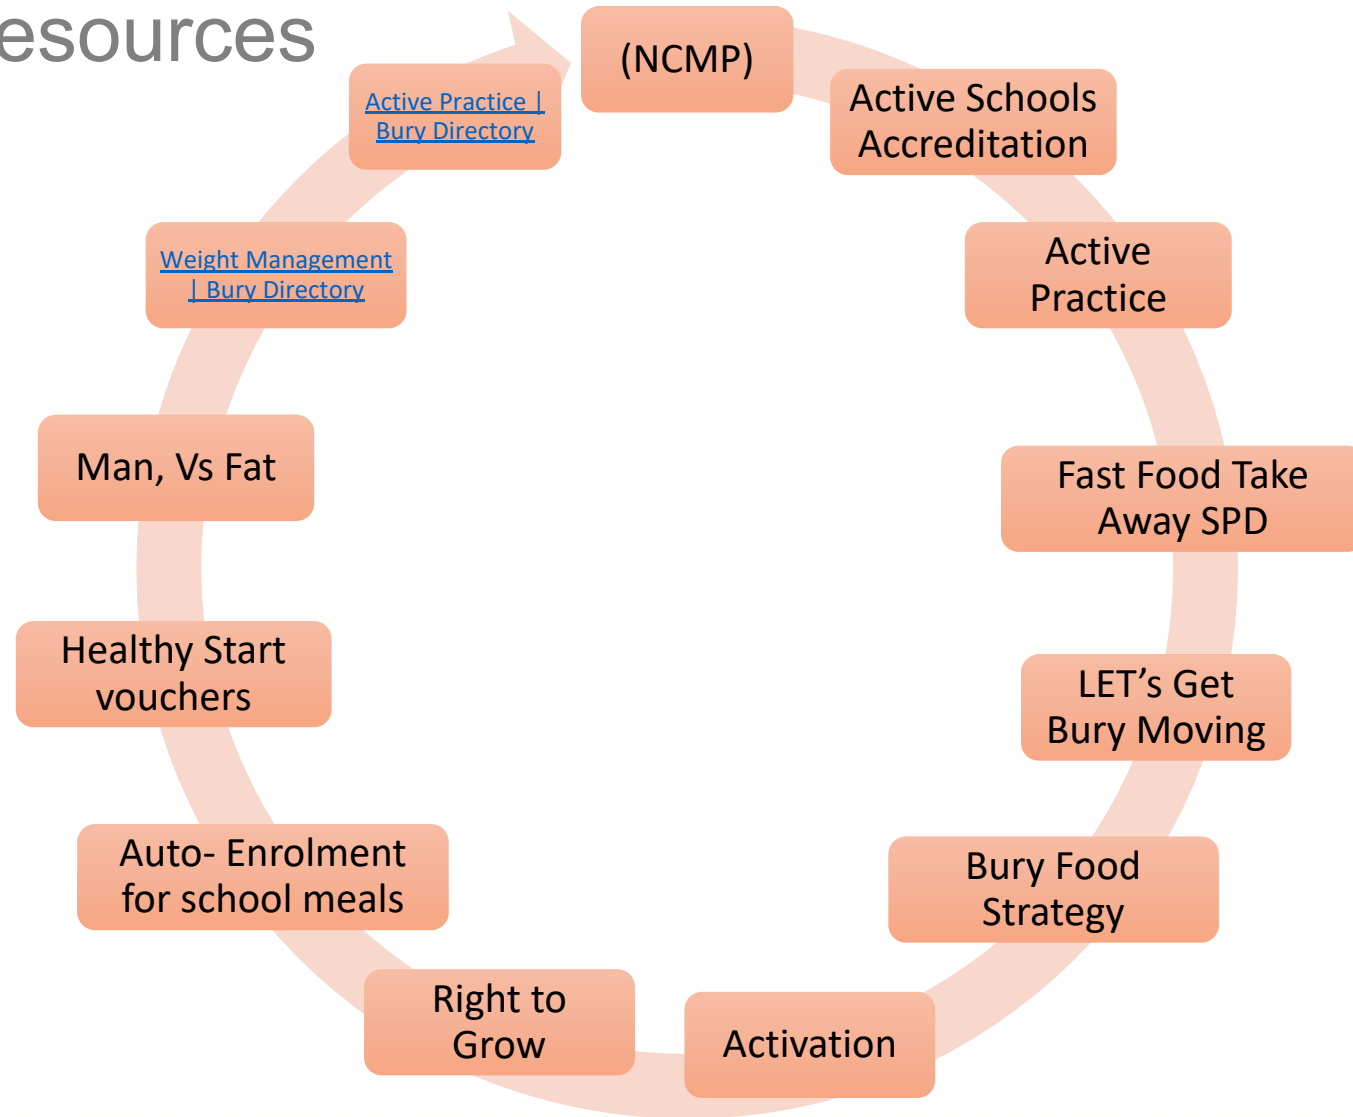 esources
(NCMP)
Active Schools
Accreditation
Active
Practice
Fast Food Take
Away SPD
LET’s Get
Bury Moving
Bury Food
Strategy
Activation
Right to
Grow
Auto- Enrolment
for school meals
Healthy Start
vouchers
Man, Vs Fat
Weight Management
| Bury Directory
Active Practice |
Bury Directory